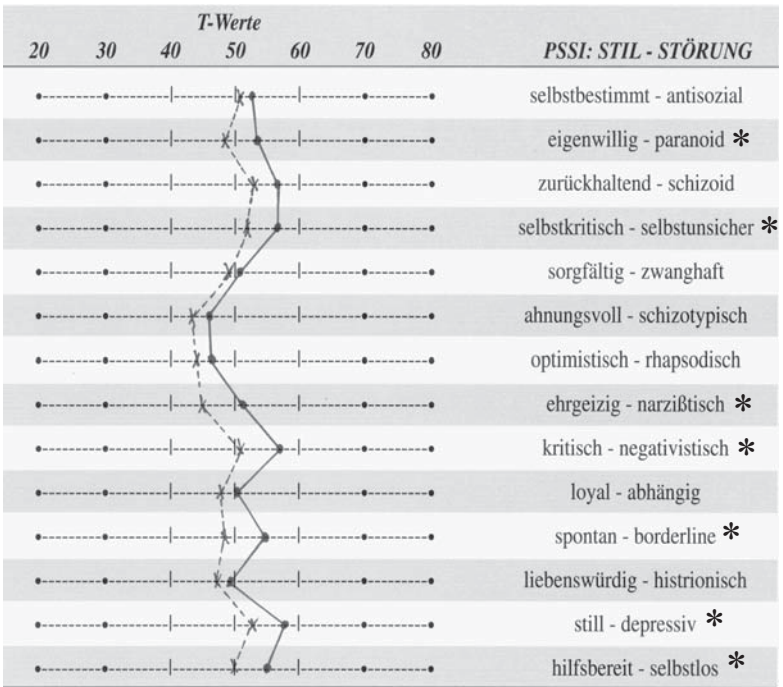 T-Werte
20 30 40 50 60 70 80 PSSI: STIL - STÖRUNG
selbstbestimmt - antisozial
eigenwillig - paranoid *
zurückhaltend - schizoid
selbstkritisch - selbstunsicher *
sorgfältig - zwanghaft
ahnungsvoll - schizotypisch
optimistisch - rhapsodisch
ehrgeizig - narzißtisch *
kritisch - negativistisch *
loyal - abhängig
spontan - borderline *
liebenswürdig - histrionisch
still - depressiv *
hilfsbereit - selbstlos *